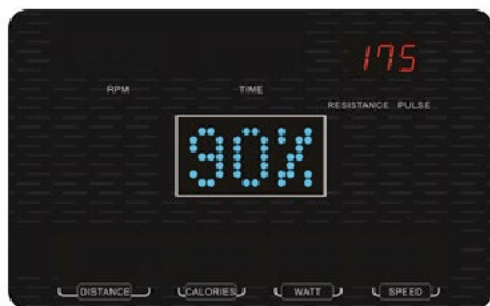 175
RPM TIME
RESISTANCE PULSE
90%
DISTANCE CALORIES WATT SPEED